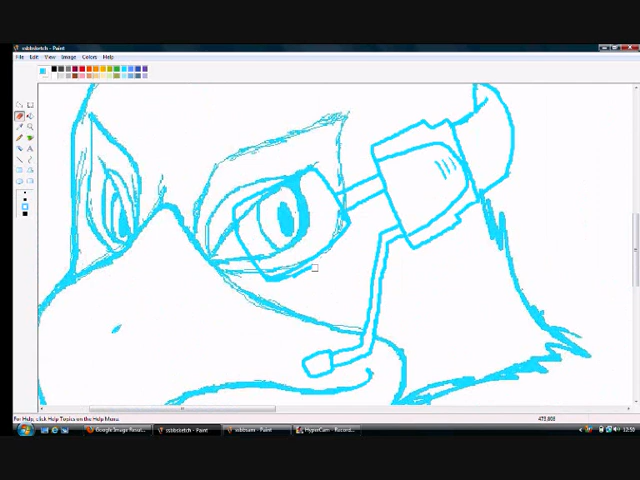 ssbbsketch - Paint
File Edit View Image Colors Help
For Help, click Help Topics on the Help Menu.
Google Image Resul...
ssbbsketch - Paint
HyperCam - Record...